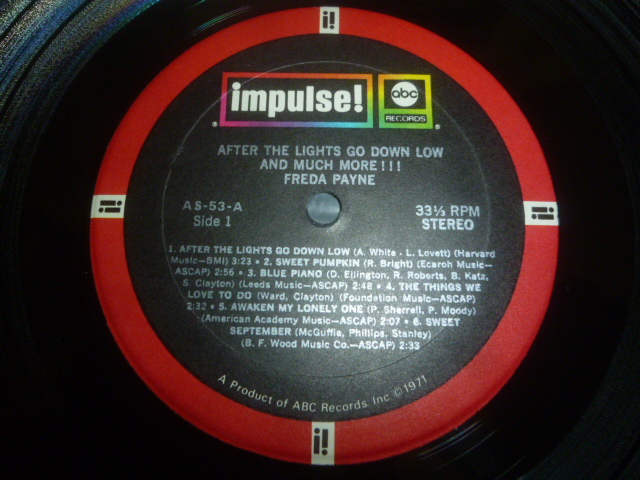 i!
impulse!
abc
RECORDS
AFTER THE LIGHTS GO DOWN LOW
AND MUCH MORE!!!
FREDA PAYNE
AS-53-A
Side 1
33⅓ RPM
STEREO
i!
i!
1. AFTER THE LIGHTS GO DOWN LOW (A. White - L. Lovett) (Harvard
Music—BMI) 3:23 • 2. SWEET PUMPKIN (R. Bright) (Ecaroh Music—
ASCAP) 2:56 • 3. BLUE PIANO (D. Ellington, R. Roberts, B. Katz,
S. Clayton) (Leeds Music—ASCAP) 2:48 • 4. THE THINGS WE
LOVE TO DO (Ward, Clayton) (Foundation Music—ASCAP)
2:32 • 5. AWAKEN MY LONELY ONE (P. Sherrell, P. Moody)
(American Academy Music—ASCAP) 2:07 • 6. SWEET
SEPTEMBER (McGuffie, Phillips, Stanley)
(B. F. Wood Music Co.—ASCAP) 2:33
A Product of ABC Records Inc ©1971
i!